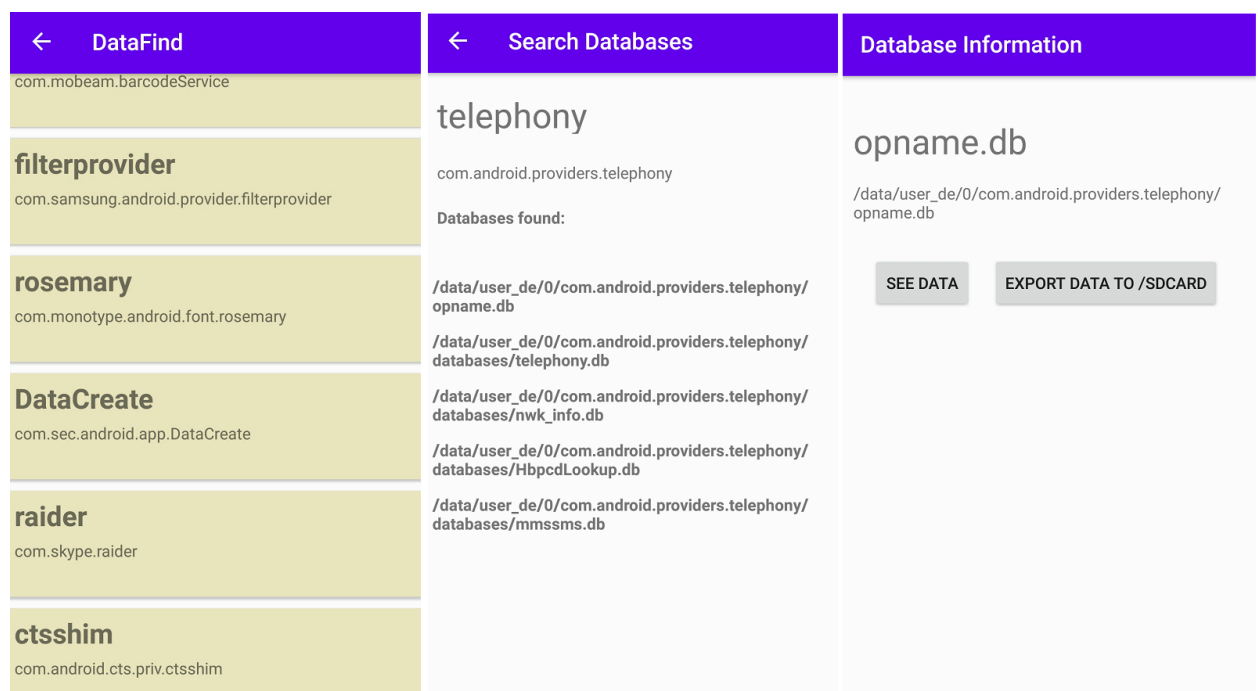 DataFind
com.mobeam.barcodeService
filterprovider
com.samsung.android.provider.filterprovider
rosemary
com.monotype.android.font.rosemary
DataCreate
com.sec.android.app.DataCreate
raider
com.skype.raider
ctsshim
com.android.cts.priv.ctsshim
Search Databases
telephony
com.android.providers.telephony
Databases found:
/data/user_de/0/com.android.providers.telephony/
opname.db
/data/user_de/0/com.android.providers.telephony/
databases/telephony.db
/data/user_de/0/com.android.providers.telephony/
databases/nwk_info.db
/data/user_de/0/com.android.providers.telephony/
databases/HbpcdLookup.db
/data/user_de/0/com.android.providers.telephony/
databases/mmssms.db
Database Information
opname.db
/data/user_de/0/com.android.providers.telephony/
opname.db
SEE DATA
EXPORT DATA TO /SDCARD